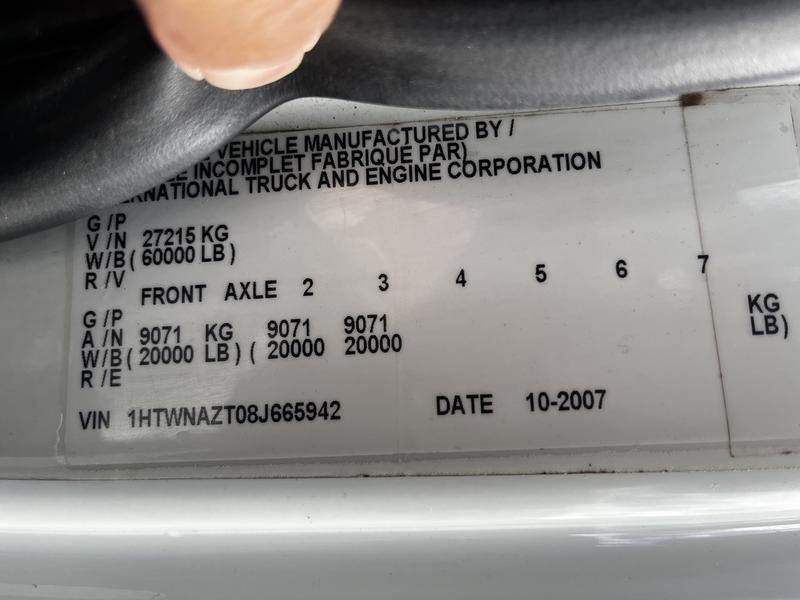 VEHICLE MANUFACTURED BY /
INCOMPLET FABRIQUE PAR)
TRUCK AND ENGINE CORPORATION
G /P
V /N 27215 KG
W/B ( 60000 LB )
R /V
FRONT AXLE 2 3 4 5 6 7
G /P
A /N 9071 KG 9071 9071 KG
W/B ( 20000 LB ) ( 20000 20000 LB)
R /E
VIN 1HTWNAZT08J665942 DATE 10-2007